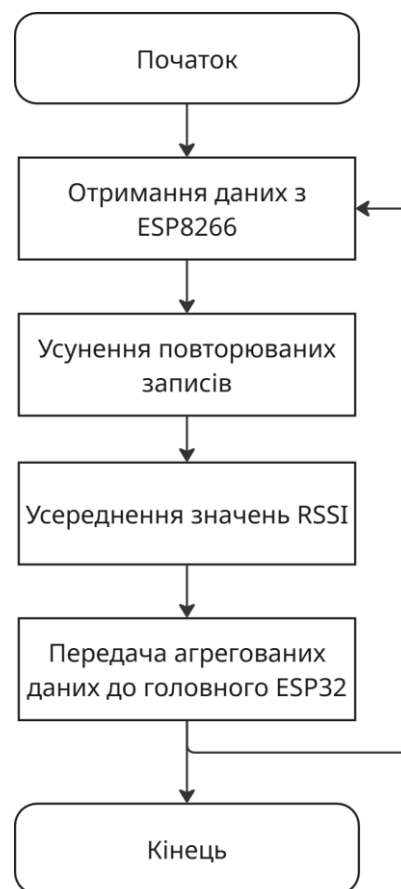 Початок
Отримання даних з
ESP8266
Усунення повторюваних
записів
Усереднення значень RSSI
Передача агрегованих
даних до головного ESP32
Кінець